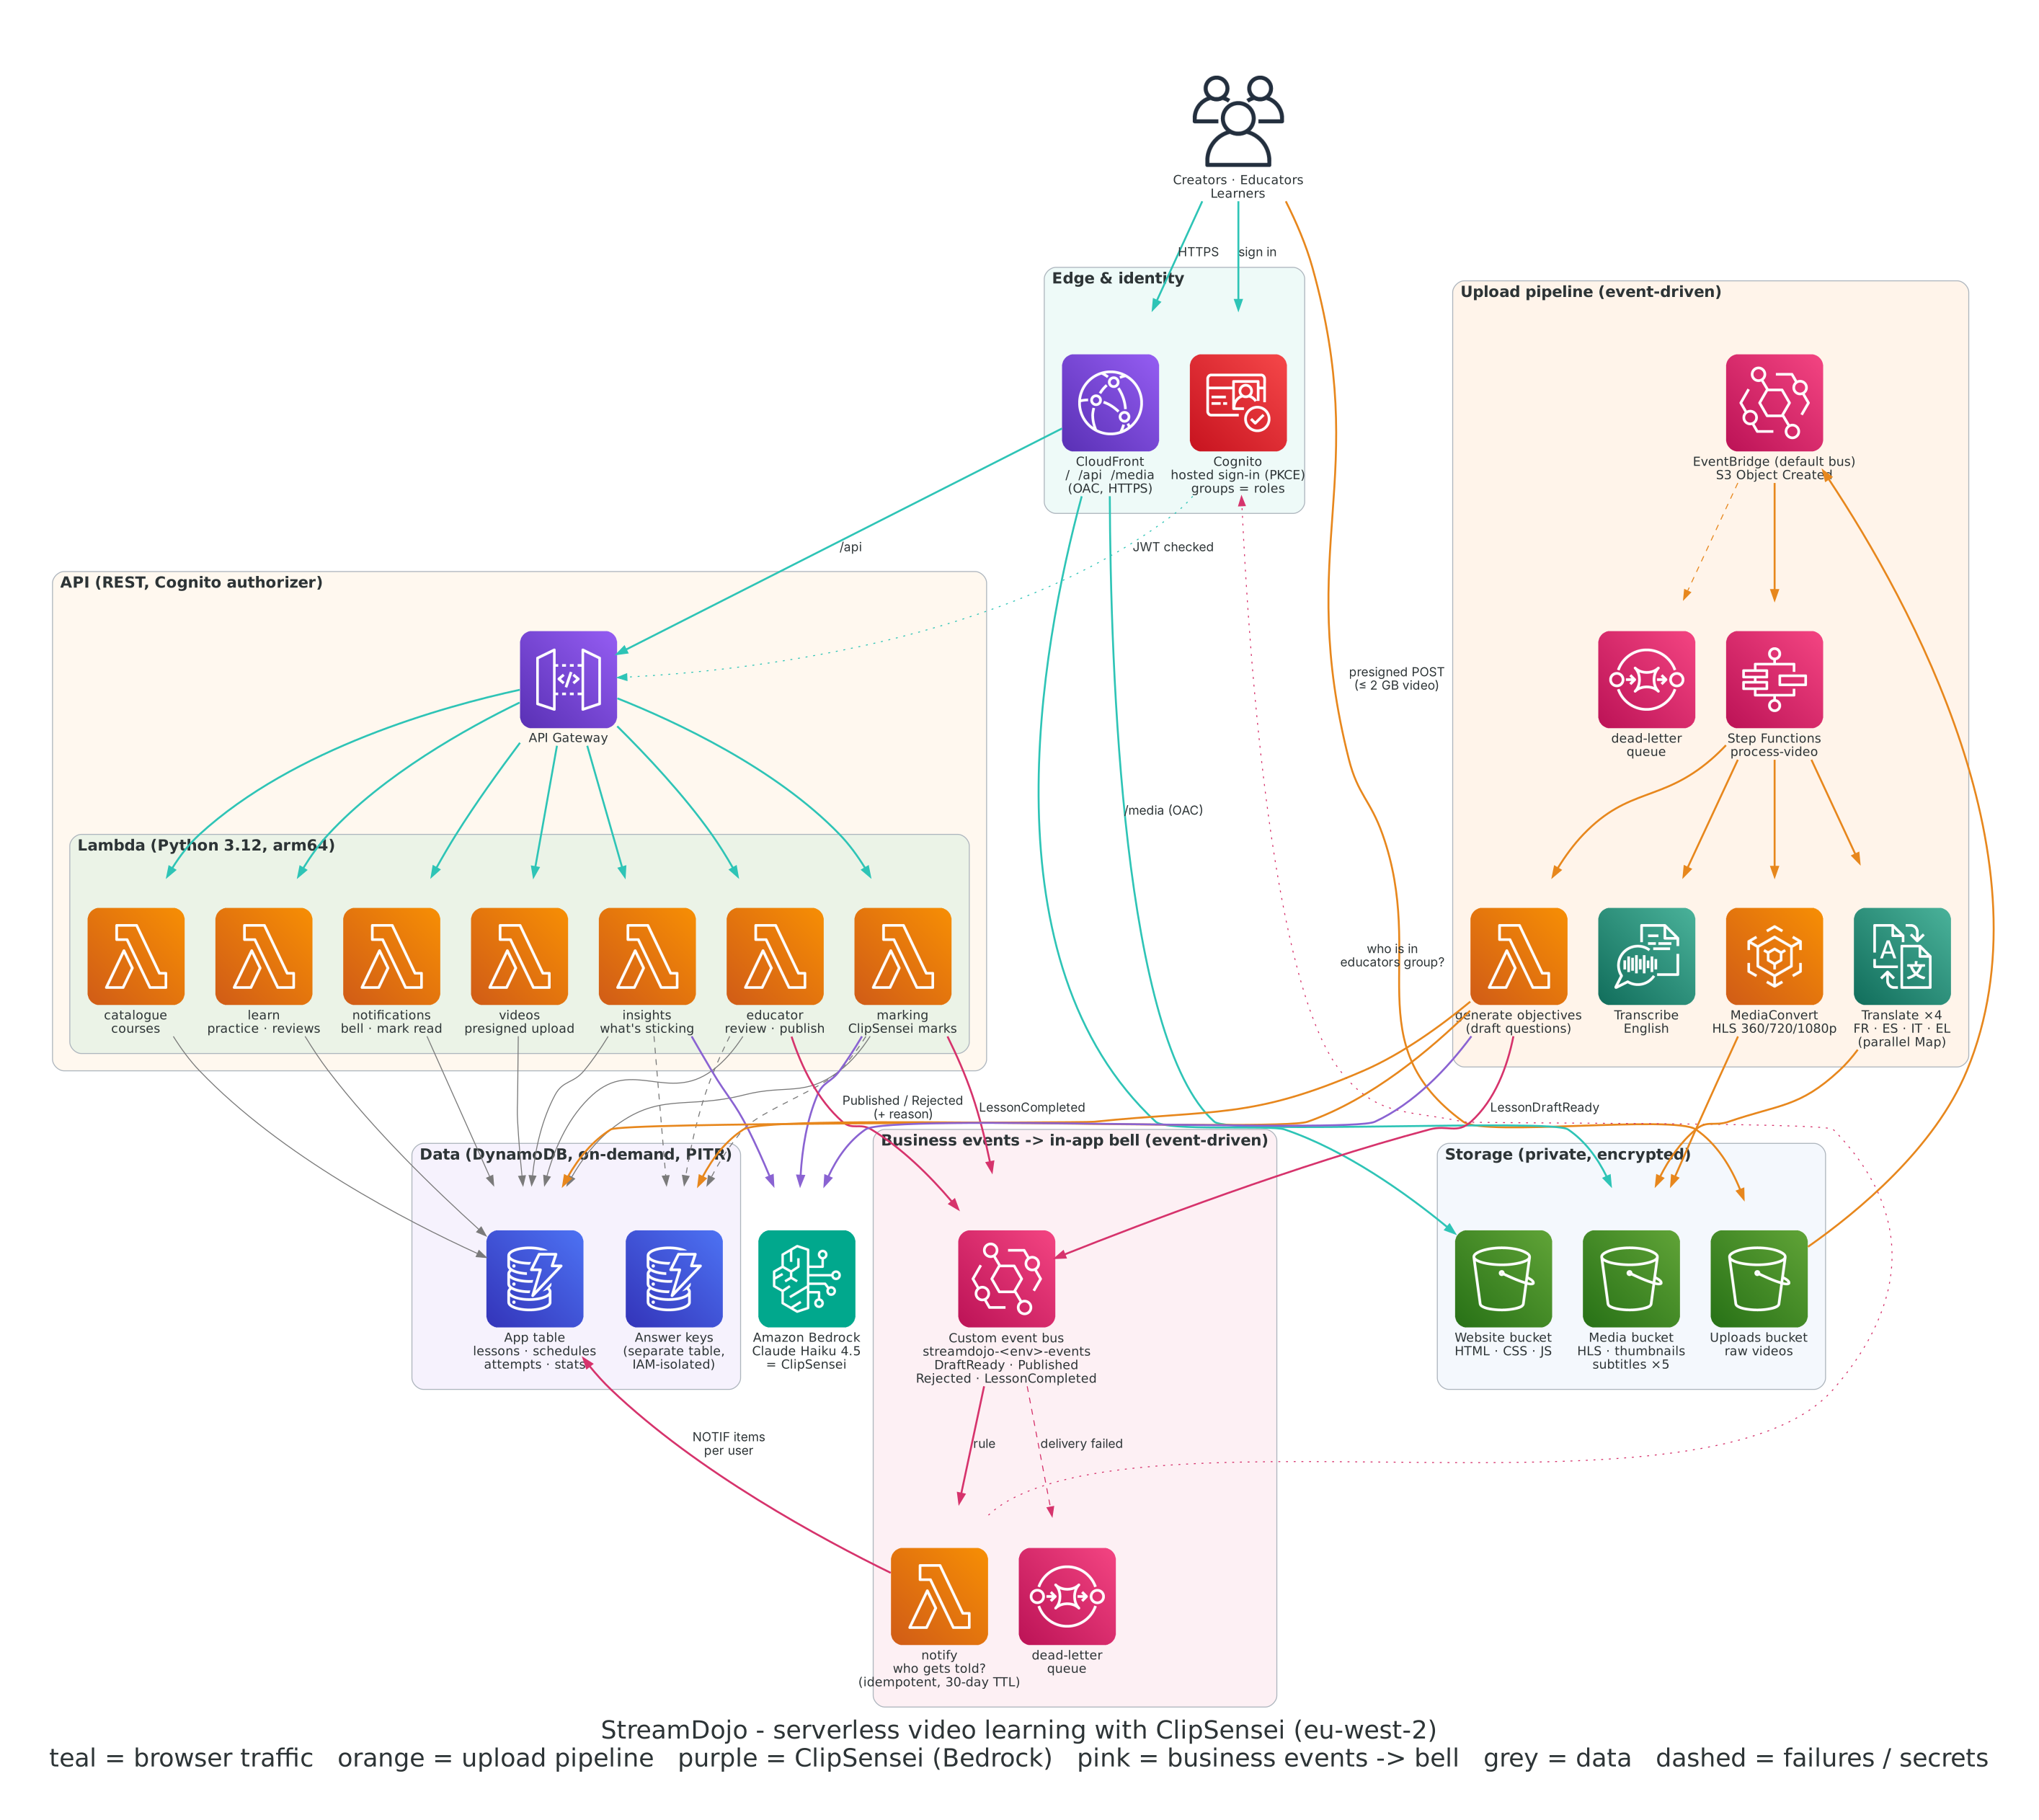 Creators · Educators
Learners
HTTPS
sign in
Edge & identity
CloudFront
/  /api  /media
(OAC, HTTPS)
Cognito
hosted sign-in (PKCE)
groups = roles
Upload pipeline (event-driven)
EventBridge (default bus)
S3 Object Created
/api
JWT checked
API (REST, Cognito authorizer)
API Gateway
presigned POST
(≤ 2 GB video)
dead-letter
queue
Step Functions
process-video
/media (OAC)
Lambda (Python 3.12, arm64)
catalogue
courses
learn
practice · reviews
notifications
bell · mark read
videos
presigned upload
insights
what's sticking
educator
review · publish
marking
ClipSensei marks
who is in
educators group?
generate objectives
(draft questions)
Transcribe
English
MediaConvert
HLS 360/720/1080p
Translate ×4
FR · ES · IT · EL
(parallel Map)
Published / Rejected
(+ reason)
LessonCompleted
LessonDraftReady
Data (DynamoDB, on-demand, PITR)
App table
lessons · schedules
attempts · stats
Answer keys
(separate table,
IAM-isolated)
Amazon Bedrock
Claude Haiku 4.5
= ClipSensei
Business events -> in-app bell (event-driven)
Custom event bus
streamdojo-<env>-events
DraftReady · Published
Rejected · LessonCompleted
Storage (private, encrypted)
Website bucket
HTML · CSS · JS
Media bucket
HLS · thumbnails
subtitles ×5
Uploads bucket
raw videos
NOTIF items
per user
rule
delivery failed
notify
who gets told?
(idempotent, 30-day TTL)
dead-letter
queue
StreamDojo - serverless video learning with ClipSensei (eu-west-2)
teal = browser traffic   orange = upload pipeline   purple = ClipSensei (Bedrock)   pink = business events -> bell   grey = data   dashed = failures / secrets